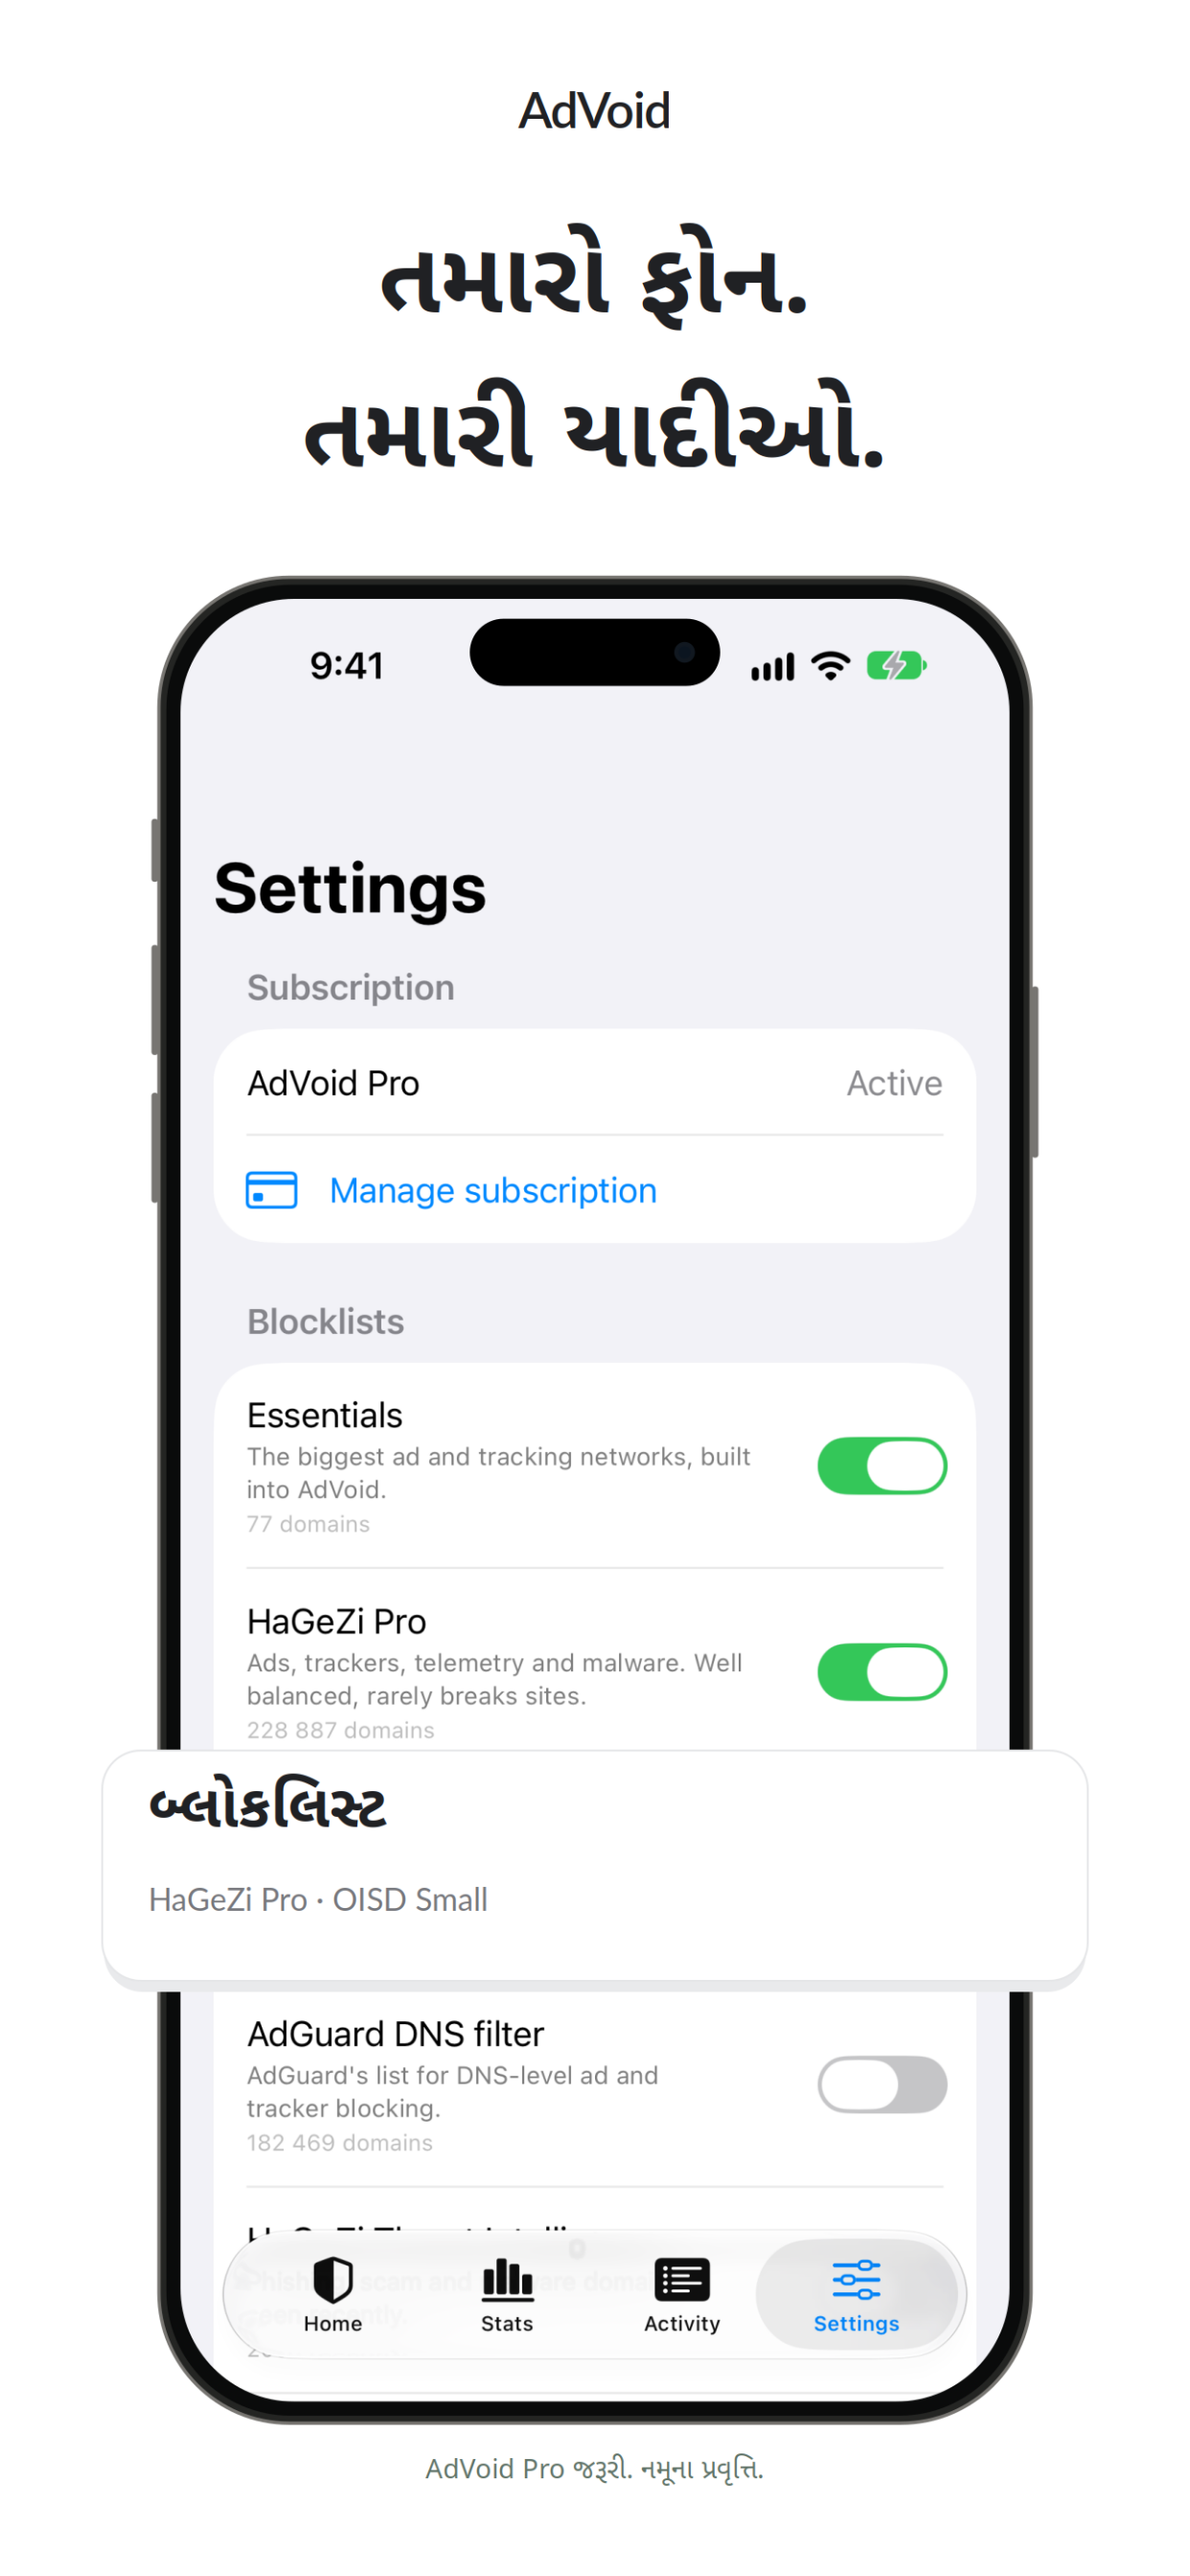 AdVoid
તમારો ફોન.
તમારી યાદીઓ.
9:41
Settings
Subscription
AdVoid Pro
Active
Manage subscription
Blocklists
Essentials
The biggest ad and tracking networks, built
into AdVoid.
77 domains
HaGeZi Pro
Ads, trackers, telemetry and malware. Well
balanced, rarely breaks sites.
228 887 domains
બ્લોકલિસ્ટ
HaGeZi Pro · OISD Small
AdGuard DNS filter
AdGuard's list for DNS-level ad and
tracker blocking.
182 469 domains
Home
Stats
Activity
Settings
AdVoid Pro જરૂરી. નમૂના પ્રવૃત્તિ.